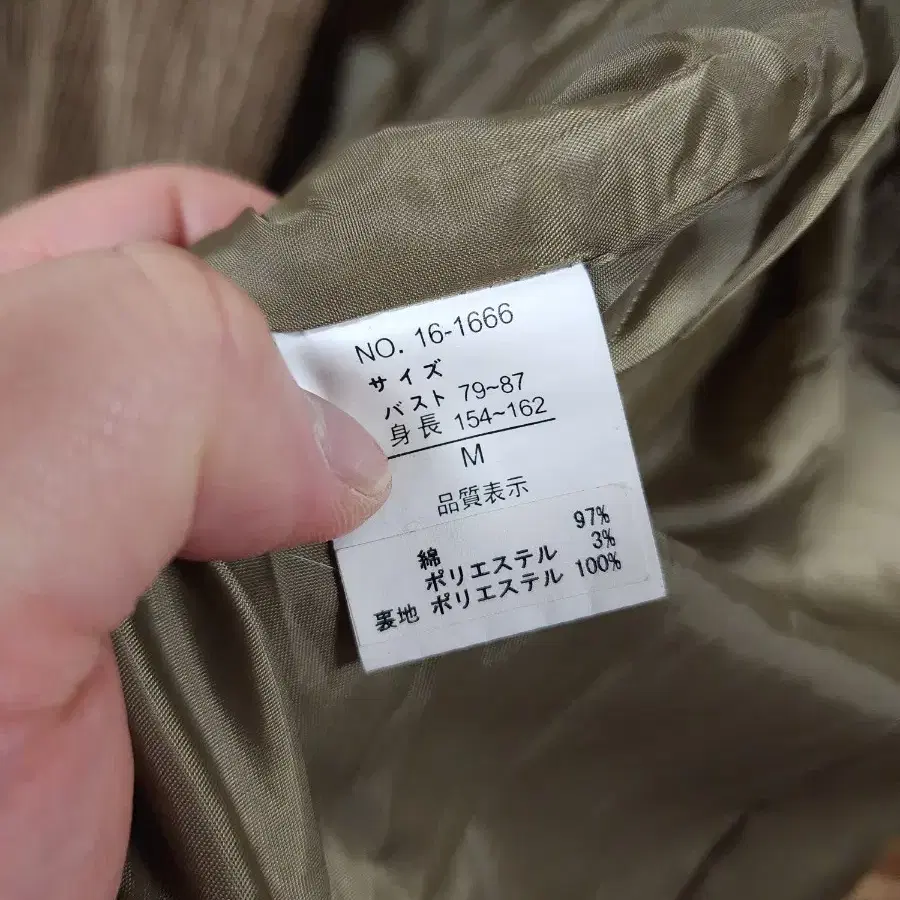 NO. 16-1666
サイズ
バスト 79~87
身長 154~162
M
品質表示
綿 97%
ポリエステル 3%
裏地 ポリエステル 100%